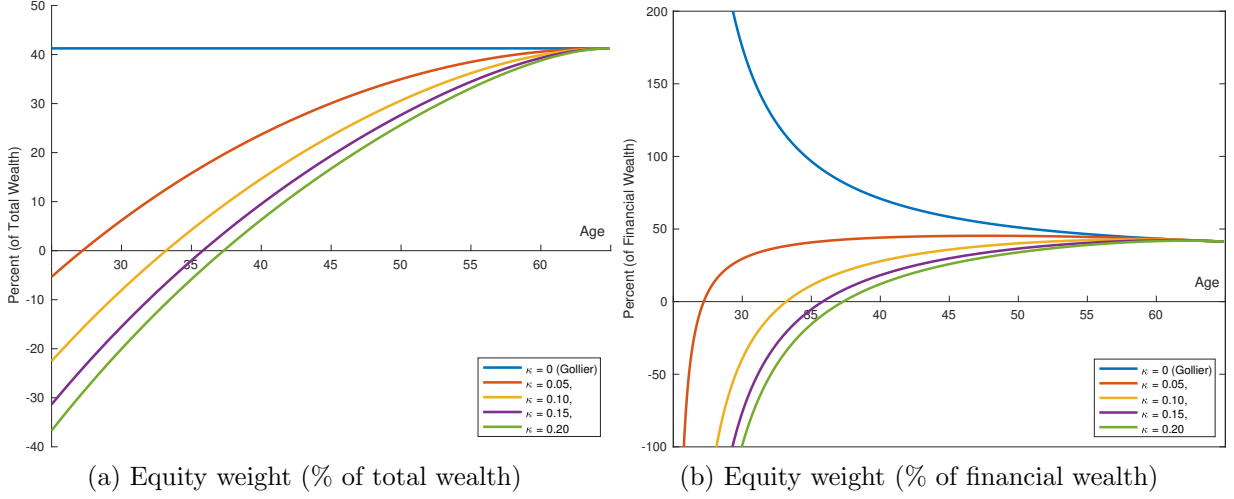 50
40
30
20
10
0
-10
-20
-30
-40
Percent (of Total Wealth)
30
35
40
45
50
55
60
Age
κ = 0 (Gollier)
κ = 0.05,
κ = 0.10,
κ = 0.15,
κ = 0.20
(a) Equity weight (% of total wealth)
200
150
100
50
0
-50
-100
Percent (of Financial Wealth)
30
35
40
45
50
55
60
Age
κ = 0 (Gollier)
κ = 0.05,
κ = 0.10,
κ = 0.15,
κ = 0.20
(b) Equity weight (% of financial wealth)